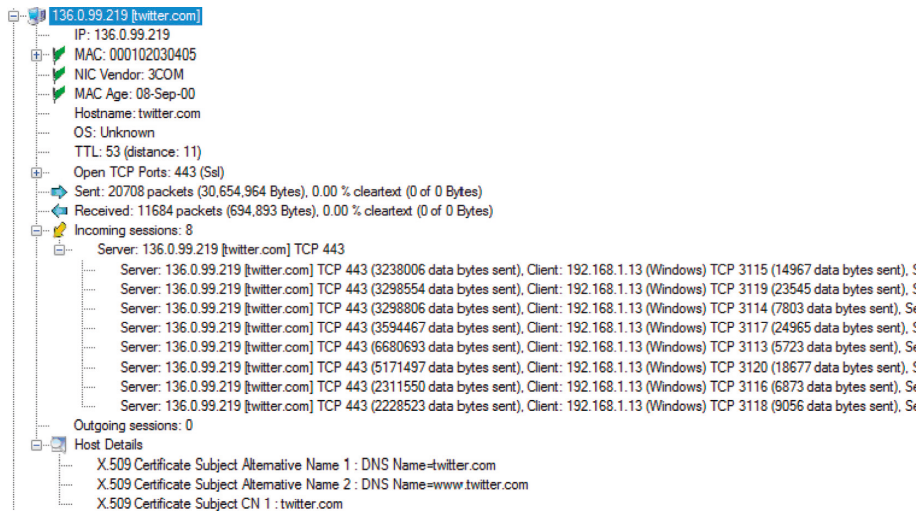 136.0.99.219 [twitter.com]
IP: 136.0.99.219
MAC: 000102030405
NIC Vendor: 3COM
MAC Age: 08-Sep-00
Hostname: twitter.com
OS: Unknown
TTL: 53 (distance: 11)
Open TCP Ports: 443 (Ssl)
Sent: 20708 packets (30,654,964 Bytes), 0.00 % cleartext (0 of 0 Bytes)
Received: 11684 packets (694,893 Bytes), 0.00 % cleartext (0 of 0 Bytes)
Incoming sessions: 8
Server: 136.0.99.219 [twitter.com] TCP 443
Server: 136.0.99.219 [twitter.com] TCP 443 (3238006 data bytes sent), Client: 192.168.1.13 (Windows) TCP 3115 (14967 data bytes sent), S
Server: 136.0.99.219 [twitter.com] TCP 443 (3298554 data bytes sent), Client: 192.168.1.13 (Windows) TCP 3119 (23545 data bytes sent), S
Server: 136.0.99.219 [twitter.com] TCP 443 (3298806 data bytes sent), Client: 192.168.1.13 (Windows) TCP 3114 (7803 data bytes sent), Se
Server: 136.0.99.219 [twitter.com] TCP 443 (3594467 data bytes sent), Client: 192.168.1.13 (Windows) TCP 3117 (24965 data bytes sent), S
Server: 136.0.99.219 [twitter.com] TCP 443 (6680693 data bytes sent), Client: 192.168.1.13 (Windows) TCP 3113 (5723 data bytes sent), Se
Server: 136.0.99.219 [twitter.com] TCP 443 (5171497 data bytes sent), Client: 192.168.1.13 (Windows) TCP 3120 (18677 data bytes sent), S
Server: 136.0.99.219 [twitter.com] TCP 443 (2311550 data bytes sent), Client: 192.168.1.13 (Windows) TCP 3116 (6873 data bytes sent), Se
Server: 136.0.99.219 [twitter.com] TCP 443 (2228523 data bytes sent), Client: 192.168.1.13 (Windows) TCP 3118 (9056 data bytes sent), Se
Outgoing sessions: 0
Host Details
X.509 Certificate Subject Alternative Name 1 : DNS Name=twitter.com
X.509 Certificate Subject Alternative Name 2 : DNS Name=www.twitter.com
X.509 Certificate Subject CN 1 : twitter.com